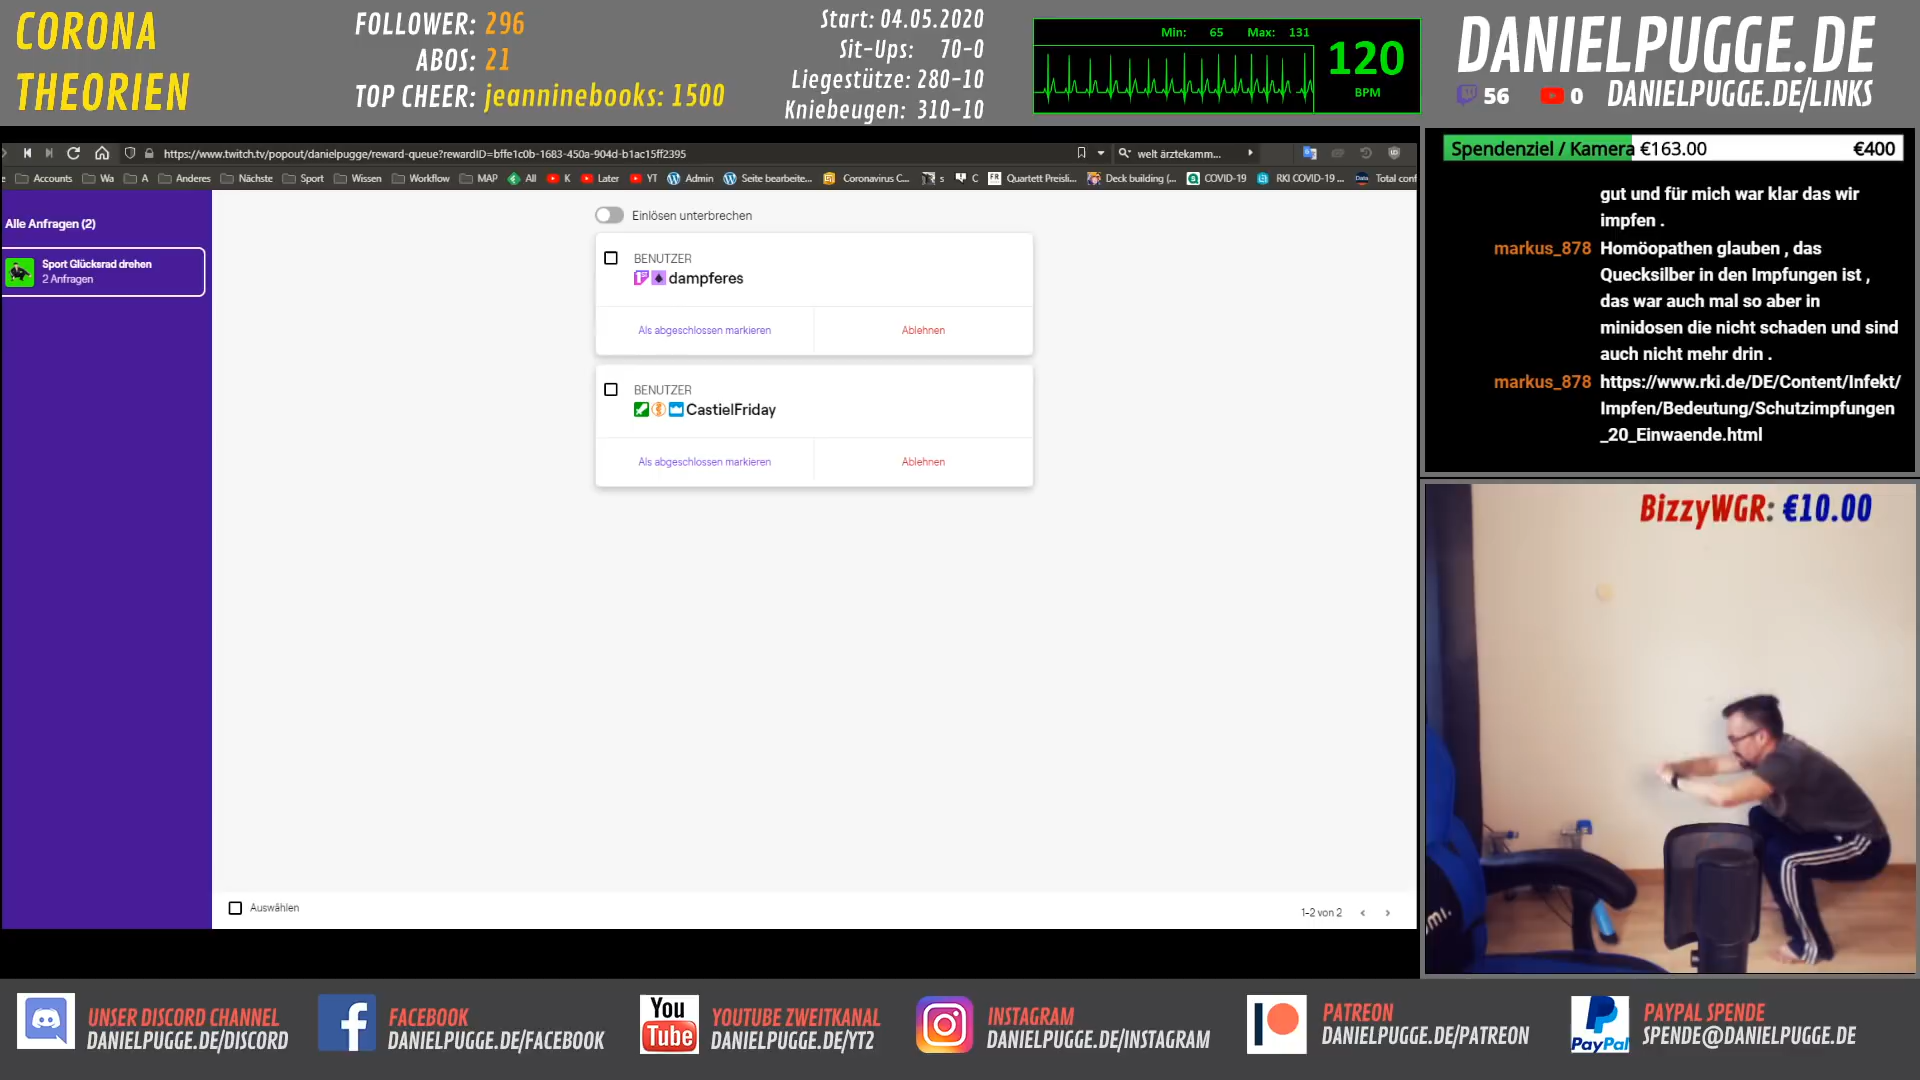 CORONA
THEORIEN
FOLLOWER: 296
ABOS: 21
TOP CHEER: jeanninebooks: 1500
Start: 04.05.2020
Sit-Ups: 70-0
Liegestütze: 280-10
Kniebeugen: 310-10
Min: 65 Max: 131
120
BPM
DANIELPUGGE.DE
56 0 DANIELPUGGE.DE/LINKS
https://www.twitch.tv/popout/danielpugge/reward-queue?rewardID=bffe1c0b-1683-450a-904d-b1ac15ff2395
welt ärztekamm...
Accounts Wa A Anderes Nächste Sport Wissen Workflow MAP All K Later YT Admin Seite bearbeite... Coronavirus C... s C Quartett Preisli... Deck building (... COVID-19 RKI COVID-19 ... Total conf
Alle Anfragen (2)
Sport Glücksrad drehen
2 Anfragen
Einlösen unterbrechen
BENUTZER
dampferes
Als abgeschlossen markieren Ablehnen
BENUTZER
CastielFriday
Als abgeschlossen markieren Ablehnen
Auswählen
1-2 von 2
Spendenziel / Kamera €163.00 €400
gut und für mich war klar das wir
impfen .
markus_878 Homöopathen glauben , das
Quecksilber in den Impfungen ist ,
das war auch mal so aber in
minidosen die nicht schaden und sind
auch nicht mehr drin .
markus_878 https://www.rki.de/DE/Content/Infekt/
Impfen/Bedeutung/Schutzimpfungen
_20_Einwaende.html
BizzyWGR: €10.00
UNSER DISCORD CHANNEL
DANIELPUGGE.DE/DISCORD
FACEBOOK
DANIELPUGGE.DE/FACEBOOK
You
Tube
YOUTUBE ZWEITKANAL
DANIELPUGGE.DE/YT2
INSTAGRAM
DANIELPUGGE.DE/INSTAGRAM
PATREON
DANIELPUGGE.DE/PATREON
PayPal
PAYPAL SPENDE
SPENDE@DANIELPUGGE.DE